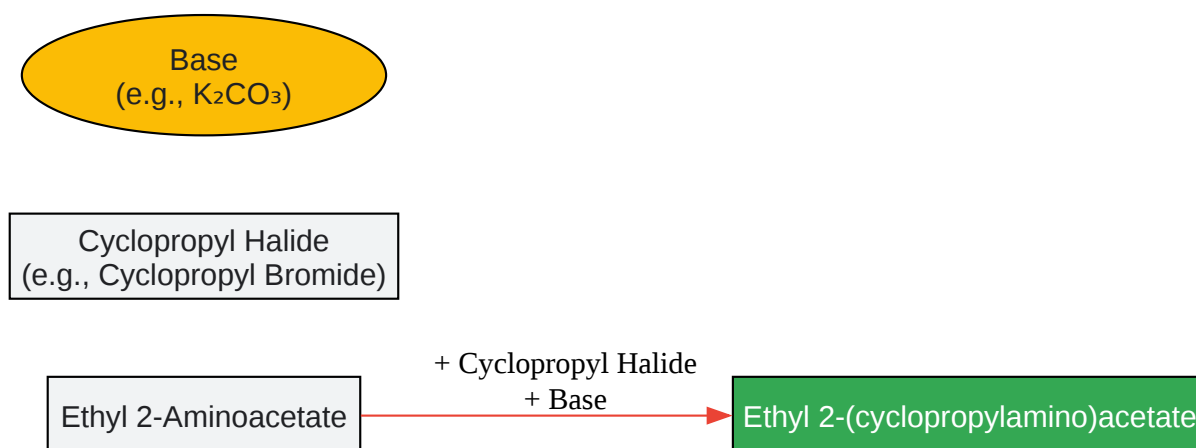 Base
(e.g., K₂CO₃)
Cyclopropyl Halide
(e.g., Cyclopropyl Bromide)
+ Cyclopropyl Halide
+ Base
Ethyl 2-Aminoacetate
Ethyl 2-(cyclopropylamino)acetate